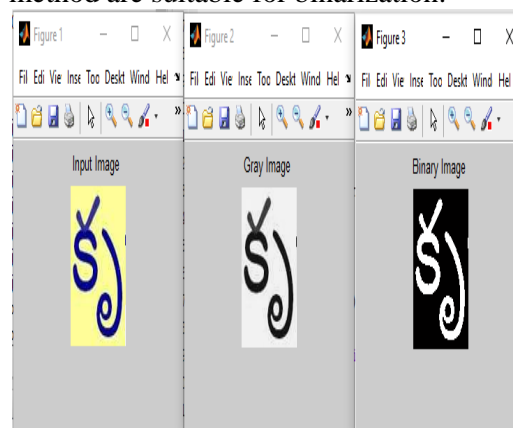 method are suitable for binarization.
Figure 1 Figure 2 Figure 3
Fil Edi Vie Inse Too Deskt Wind Hel Fil Edi Vie Inse Too Deskt Wind Hel Fil Edi Vie Inse Too Deskt Wind Hel
Input Image Gray Image Binary Image